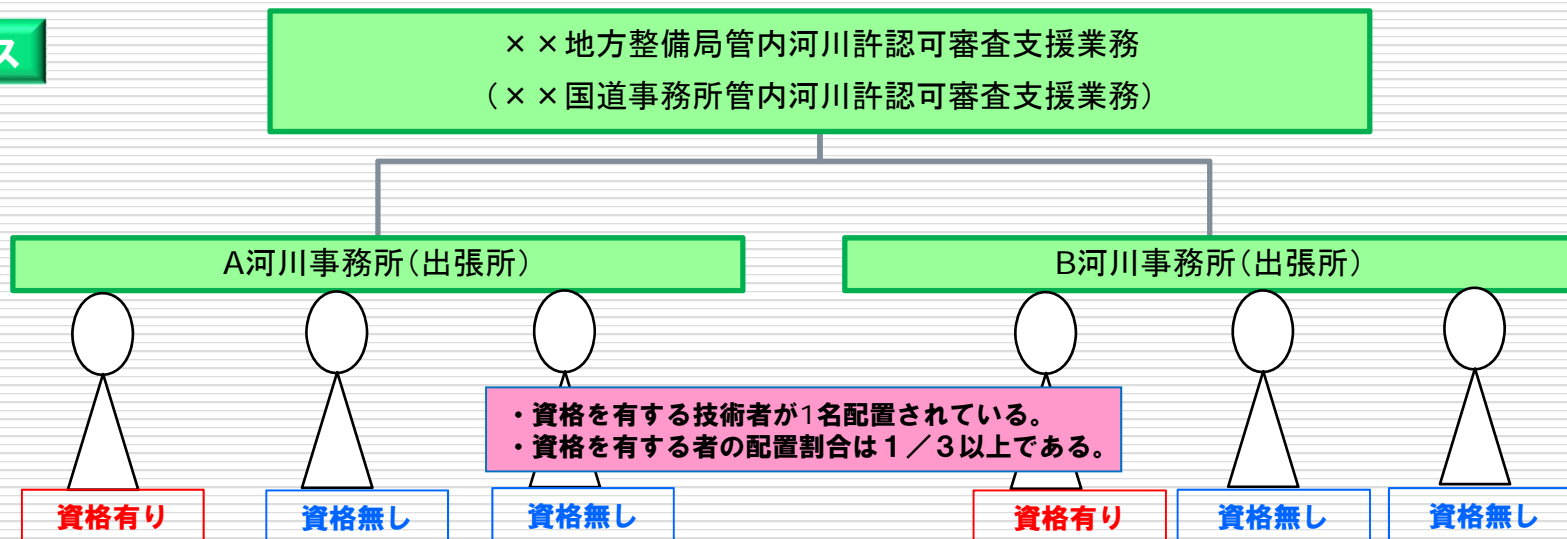 ス
××地方整備局管内河川許認可審査支援業務
（××国道事務所管内河川許認可審査支援業務）
A河川事務所（出張所）
B河川事務所（出張所）
・資格を有する技術者が1名配置されている。
・資格を有する者の配置割合は１／３以上である。
資格有り
資格無し
資格無し
資格有り
資格無し
資格無し